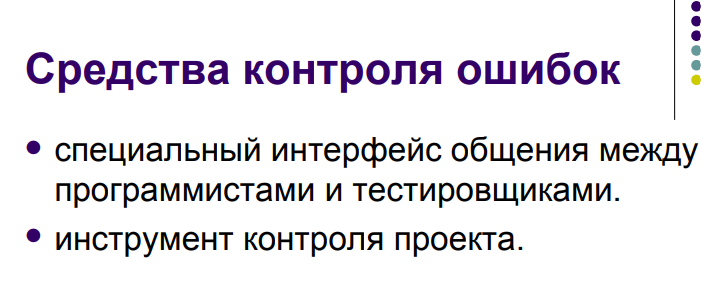 Средства контроля ошибок
специальный интерфейс общения между
программистами и тестировщиками.
инструмент контроля проекта.